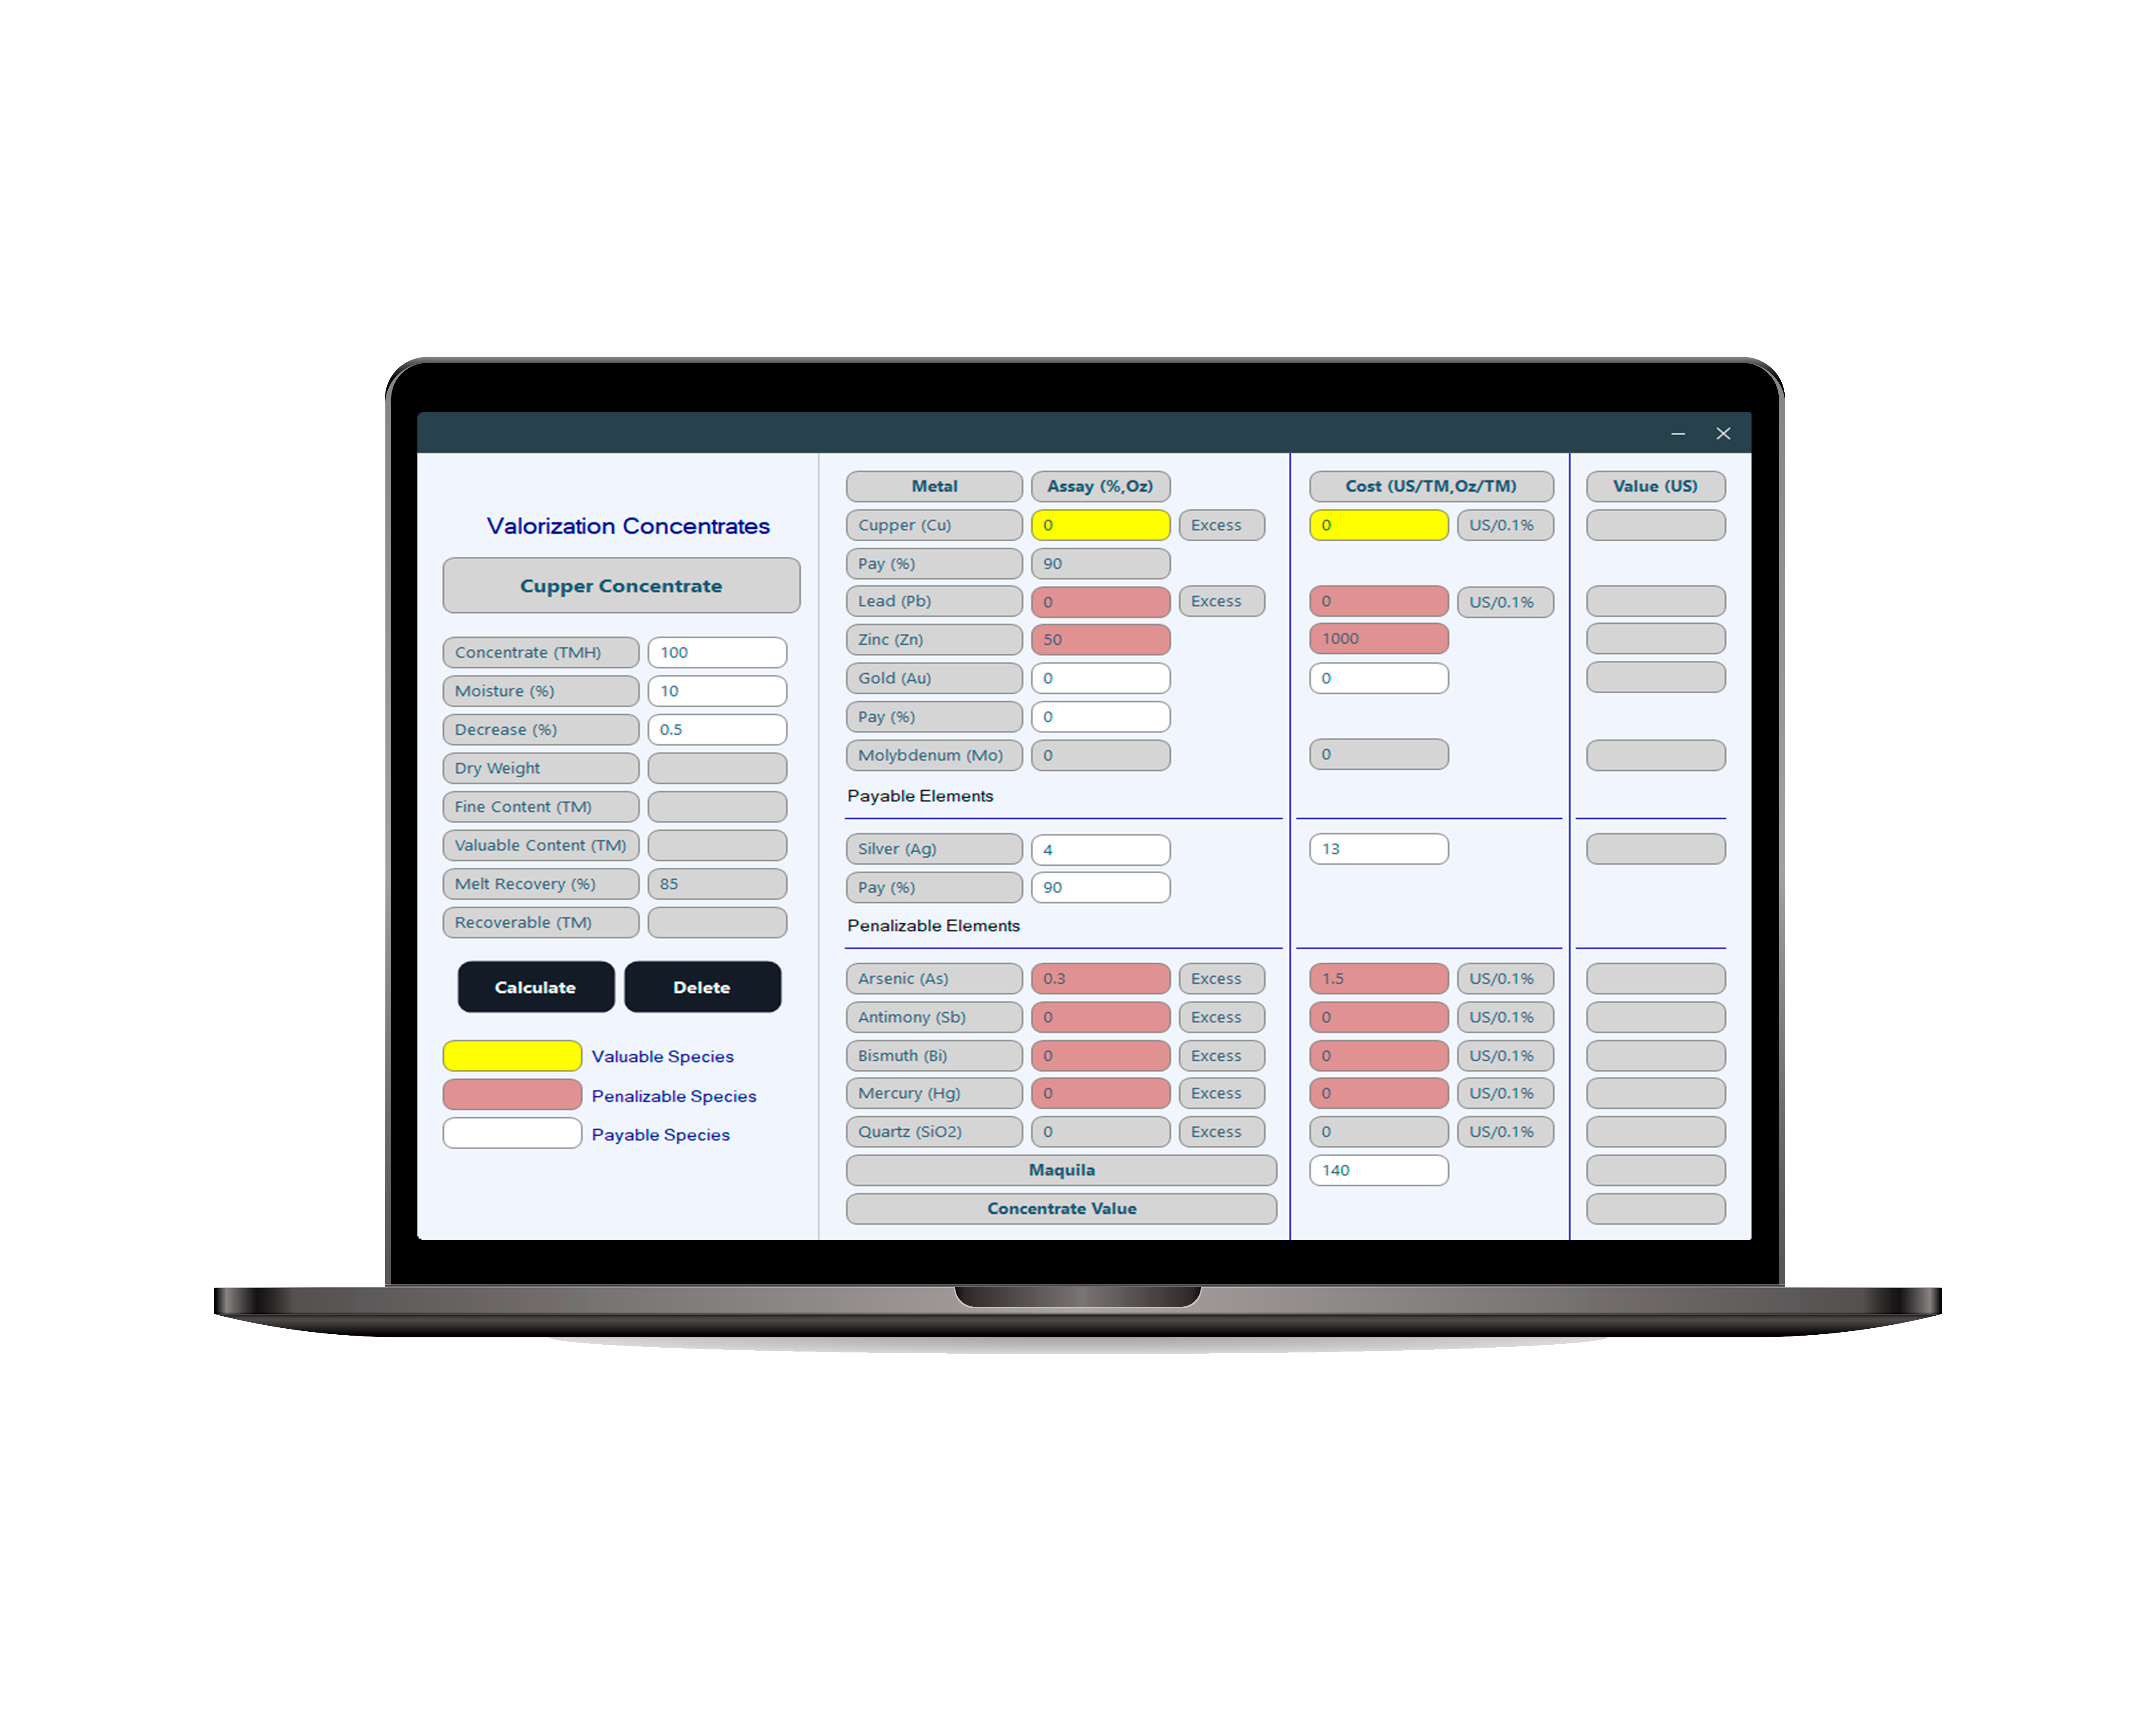 Valorization Concentrates
Cupper Concentrate
Concentrate (TMH) 100
Moisture (%) 10
Decrease (%) 0.5
Dry Weight
Fine Content (TM)
Valuable Content (TM)
Melt Recovery (%) 85
Recoverable (TM)
Calculate Delete
Valuable Species
Penalizable Species
Payable Species
Metal Assay (%,Oz) Cost (US/TM,Oz/TM) Value (US)
Cupper (Cu) 0 Excess 0 US/0.1%
Pay (%) 90
Lead (Pb) 0 Excess 0 US/0.1%
Zinc (Zn) 50 1000
Gold (Au) 0 0
Pay (%) 0
Molybdenum (Mo) 0 0
Payable Elements
Silver (Ag) 4 13
Pay (%) 90
Penalizable Elements
Arsenic (As) 0.3 Excess 1.5 US/0.1%
Antimony (Sb) 0 Excess 0 US/0.1%
Bismuth (Bi) 0 Excess 0 US/0.1%
Mercury (Hg) 0 Excess 0 US/0.1%
Quartz (SiO2) 0 Excess 0 US/0.1%
Maquila 140
Concentrate Value